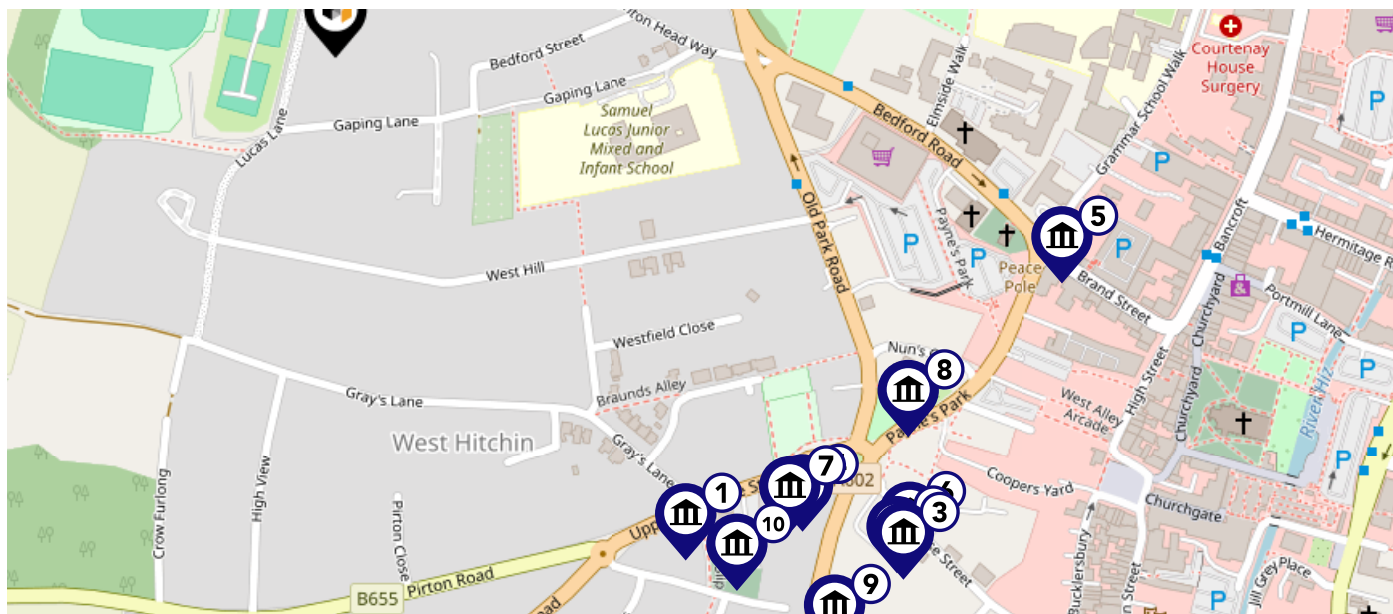 Pirton Head Way
Bedford Street
Gaping Lane
Gaping Lane
Lucas Lane
Samuel
Lucas Junior
Mixed and
Infant School
West Hill
Westfield Close
Braunds Alley
Gray's Lane
Gray's Lane
West Hitchin
Crow Furlong
High View
Pirton Close
Pirton Road
B655
Old Park Road
Bedford Road
Elmside Walk
Grammar School Walk
Courtenay
House
Surgery
P
P
P
P
P
Payne's Park
Peace
Pole
5
Brand Street
Bancroft
Hermitage R
Portmill Lane
P
P
P
P
Churchyard
Churchyard
High Street
West Alley
Arcade
River Hiz
Nun's
8
Payne's Park
Coopers Yard
Churchgate
Bucklersbury
Jill Grey Place
1
7
10
6
3
9